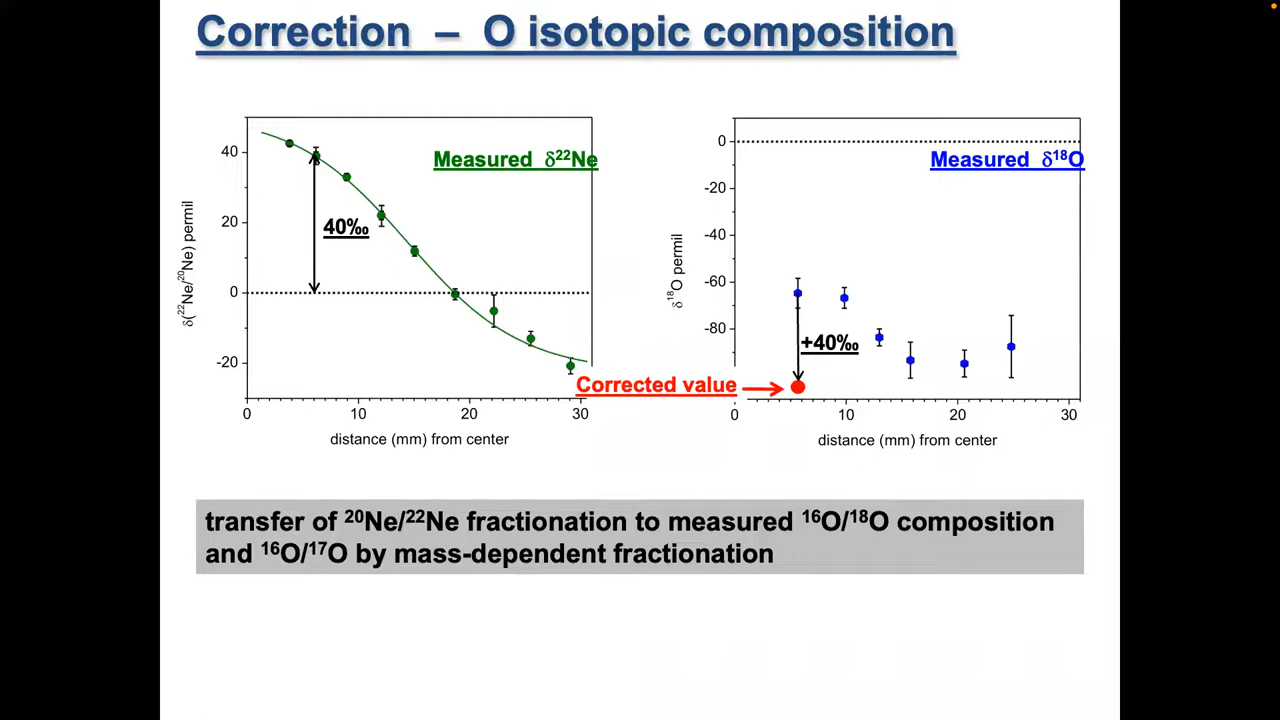 Correction – O isotopic composition
Measured δ²²Ne
40
20
0
-20
40‰
δ(²²Ne/²⁰Ne) permil
0
10
20
30
distance (mm) from center
Measured δ¹⁸O
0
-20
-40
-60
-80
+40‰
δ¹⁸O permil
Corrected value
0
10
20
30
distance (mm) from center
transfer of ²⁰Ne/²²Ne fractionation to measured ¹⁶O/¹⁸O composition
and ¹⁶O/¹⁷O by mass-dependent fractionation